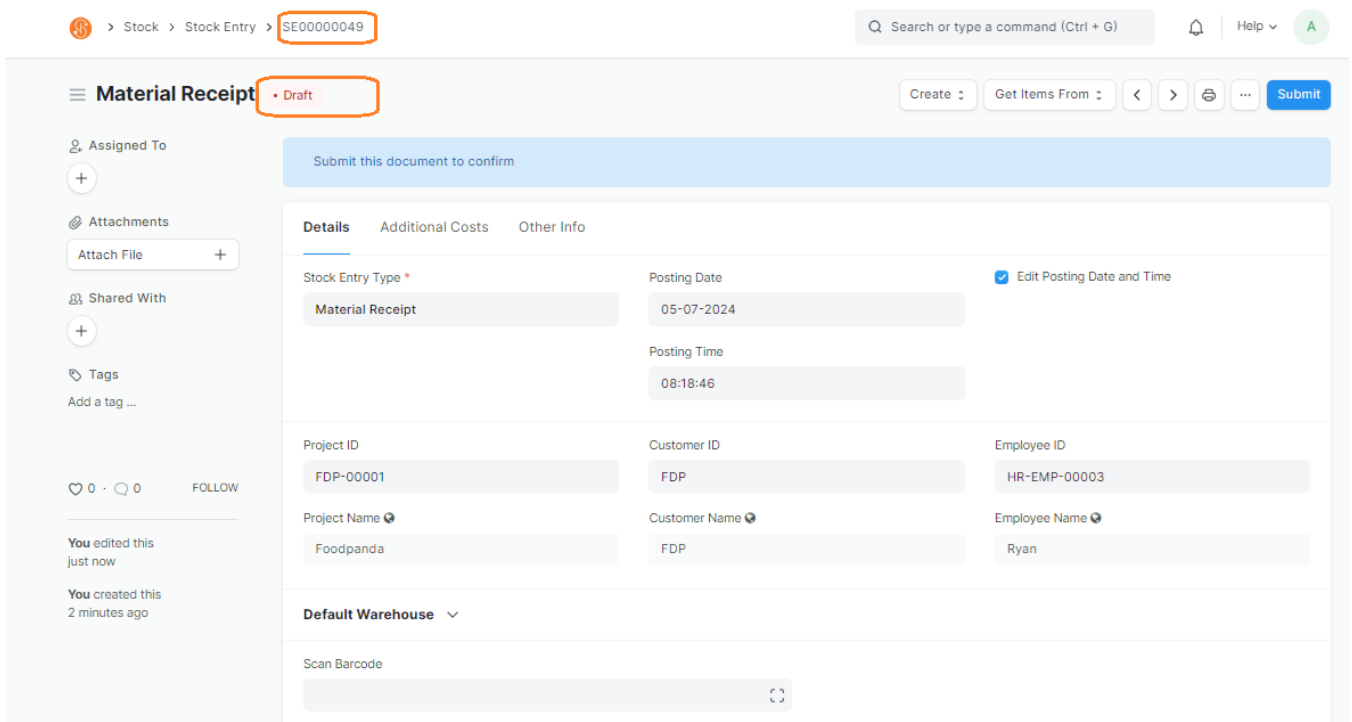 Stock > Stock Entry > SE00000049
Search or type a command (Ctrl + G)
Help
A
Material Receipt • Draft
Create
Get Items From
Submit
Assigned To
Attachments
Attach File
Shared With
Tags
Add a tag ...
0 · 0
FOLLOW
You edited this
just now
You created this
2 minutes ago
Submit this document to confirm
Details Additional Costs Other Info
Stock Entry Type *
Material Receipt
Posting Date
05-07-2024
Posting Time
08:18:46
Edit Posting Date and Time
Project ID
FDP-00001
Customer ID
FDP
Employee ID
HR-EMP-00003
Project Name
Foodpanda
Customer Name
FDP
Employee Name
Ryan
Default Warehouse
Scan Barcode